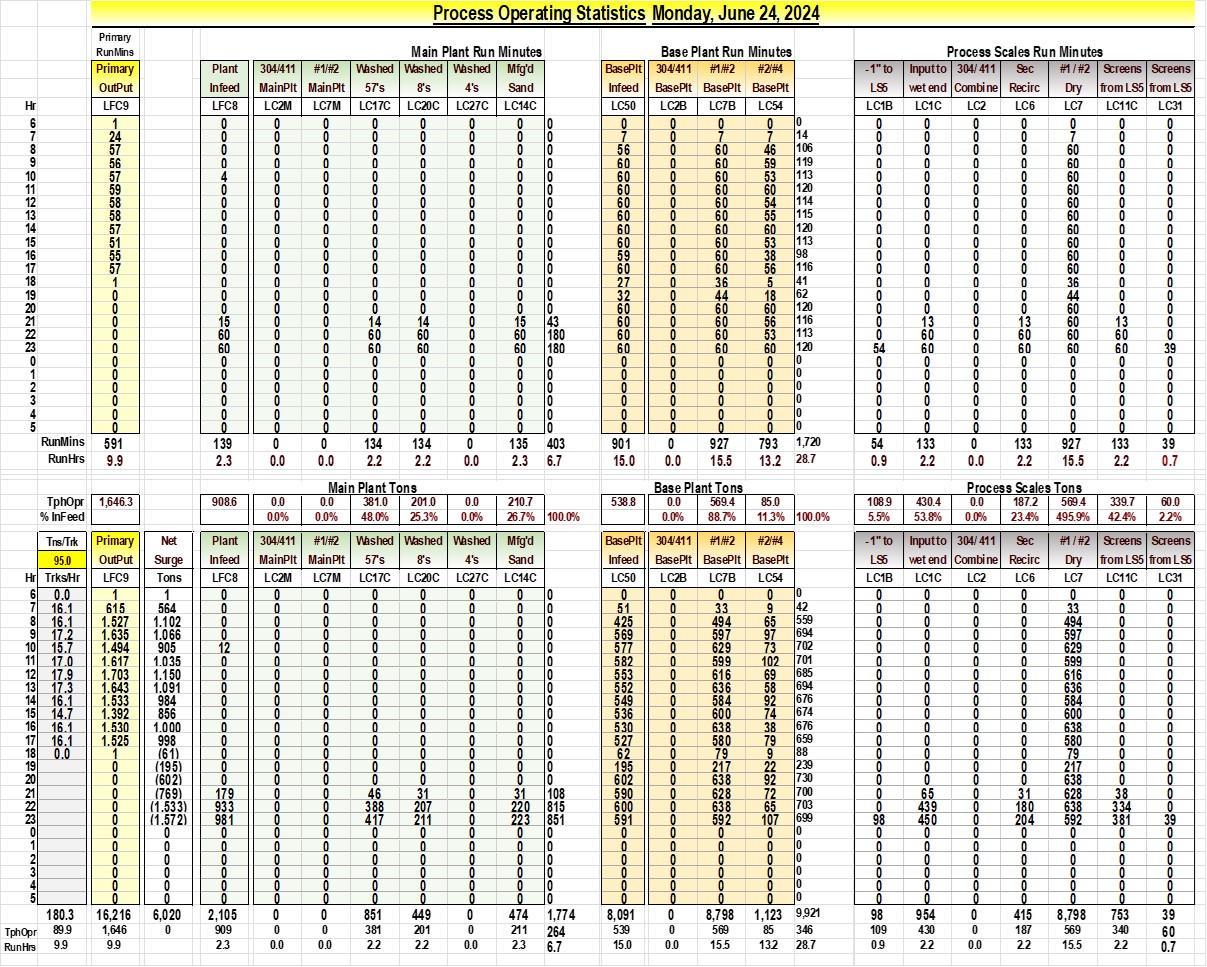 Process Operating Statistics Monday, June 24, 2024
Primary
RunMins Main Plant Run Minutes Base Plant Run Minutes Process Scales Run Minutes
Primary Plant 304/411 #1/#2 Washed Washed Washed Mfg'd BasePlt 304/411 #1/#2 #2/#4 -1" to Input to 304/ 411 Sec #1 / #2 Screens Screens
OutPut Infeed MainPlt MainPlt 57's 8's 4's Sand Infeed BasePlt BasePlt BasePlt LS5 wet end Combine Recirc Dry from LS5 from LS5
Hr LFC9 LFC8 LC2M LC7M LC17C LC20C LC27C LC14C LC50 LC2B LC7B LC54 LC1B LC1C LC2 LC6 LC7 LC11C LC31
6 1 0 0 0 0 0 0 0 0 0 0 0 0 0 0 0 0 0 0 0 0
7 24 0 0 0 0 0 0 0 0 7 0 7 7 14 0 0 0 0 7 0 0
8 57 0 0 0 0 0 0 0 0 56 0 60 46 106 0 0 0 0 60 0 0
9 56 0 0 0 0 0 0 0 0 60 0 60 59 119 0 0 0 0 60 0 0
10 57 4 0 0 0 0 0 0 0 60 0 60 53 113 0 0 0 0 60 0 0
11 59 0 0 0 0 0 0 0 0 60 0 60 60 120 0 0 0 0 60 0 0
12 58 0 0 0 0 0 0 0 0 60 0 60 54 114 0 0 0 0 60 0 0
13 58 0 0 0 0 0 0 0 0 60 0 60 55 115 0 0 0 0 60 0 0
14 57 0 0 0 0 0 0 0 0 60 0 60 60 120 0 0 0 0 60 0 0
15 51 0 0 0 0 0 0 0 0 60 0 60 53 113 0 0 0 0 60 0 0
16 55 0 0 0 0 0 0 0 0 59 0 60 38 98 0 0 0 0 60 0 0
17 57 0 0 0 0 0 0 0 0 60 0 60 56 116 0 0 0 0 60 0 0
18 1 0 0 0 0 0 0 0 0 27 0 36 5 41 0 0 0 0 36 0 0
19 0 0 0 0 0 0 0 0 0 32 0 44 18 62 0 0 0 0 44 0 0
20 0 0 0 0 0 0 0 0 0 60 0 60 60 120 0 0 0 0 60 0 0
21 0 15 0 0 14 14 0 15 43 60 0 60 56 116 0 13 0 13 60 13 0
22 0 60 0 0 60 60 0 60 180 60 0 60 53 113 0 60 0 60 60 60 0
23 0 60 0 0 60 60 0 60 180 60 0 60 60 120 54 60 0 60 60 60 39
0 0 0 0 0 0 0 0 0 0 0 0 0 0 0 0 0 0 0 0 0 0
1 0 0 0 0 0 0 0 0 0 0 0 0 0 0 0 0 0 0 0 0 0
2 0 0 0 0 0 0 0 0 0 0 0 0 0 0 0 0 0 0 0 0 0
3 0 0 0 0 0 0 0 0 0 0 0 0 0 0 0 0 0 0 0 0 0
4 0 0 0 0 0 0 0 0 0 0 0 0 0 0 0 0 0 0 0 0 0
5 0 0 0 0 0 0 0 0 0 0 0 0 0 0 0 0 0 0 0 0 0
RunMins 591 139 0 0 134 134 0 135 403 901 0 927 793 1,720 54 133 0 133 927 133 39
RunHrs 9.9 2.3 0.0 0.0 2.2 2.2 0.0 2.3 6.7 15.0 0.0 15.5 13.2 28.7 0.9 2.2 0.0 2.2 15.5 2.2 0.7
Main Plant Tons Base Plant Tons Process Scales Tons
TphOpr 1,646.3 908.6 0.0 0.0 381.0 201.0 0.0 210.7 538.8 0.0 569.4 85.0 108.9 430.4 0.0 187.2 569.4 339.7 60.0
% InFeed 0.0% 0.0% 48.0% 25.3% 0.0% 26.7% 100.0% 0.0% 88.7% 11.3% 100.0% 5.5% 53.8% 0.0% 23.4% 495.9% 42.4% 2.2%
Tns/Trk Primary Net Plant 304/411 #1/#2 Washed Washed Washed Mfg'd BasePlt 304/411 #1/#2 #2/#4 -1" to Input to 304/ 411 Sec #1 / #2 Screens Screens
95.0 OutPut Surge Infeed MainPlt MainPlt 57's 8's 4's Sand Infeed BasePlt BasePlt BasePlt LS5 wet end Combine Recirc Dry from LS5 from LS5
Hr Trks/Hr LFC9 Tons LFC8 LC2M LC7M LC17C LC20C LC27C LC14C LC50 LC2B LC7B LC54 LC1B LC1C LC2 LC6 LC7 LC11C LC31
6 0.0 1 1 0 0 0 0 0 0 0 0 0 0 0 0 0 0 0 0 0 0 0 0
7 16.1 615 564 0 0 0 0 0 0 0 0 51 0 33 9 42 0 0 0 0 33 0 0
8 16.1 1,527 1,102 0 0 0 0 0 0 0 0 425 0 494 65 559 0 0 0 0 494 0 0
9 17.2 1,635 1,066 0 0 0 0 0 0 0 0 569 0 597 97 694 0 0 0 0 597 0 0
10 15.7 1,494 905 12 0 0 0 0 0 0 0 577 0 629 73 702 0 0 0 0 629 0 0
11 17.0 1,617 1,035 0 0 0 0 0 0 0 0 582 0 599 102 701 0 0 0 0 599 0 0
12 17.9 1,703 1,150 0 0 0 0 0 0 0 0 553 0 616 69 685 0 0 0 0 616 0 0
13 17.3 1,643 1,091 0 0 0 0 0 0 0 0 552 0 636 58 694 0 0 0 0 636 0 0
14 16.1 1,533 984 0 0 0 0 0 0 0 0 549 0 584 92 676 0 0 0 0 584 0 0
15 14.7 1,392 856 0 0 0 0 0 0 0 0 536 0 600 74 674 0 0 0 0 600 0 0
16 16.1 1,530 1,000 0 0 0 0 0 0 0 0 530 0 638 38 676 0 0 0 0 638 0 0
17 16.1 1,525 998 0 0 0 0 0 0 0 0 527 0 580 79 659 0 0 0 0 580 0 0
18 0.0 1 (61) 0 0 0 0 0 0 0 0 62 0 79 9 88 0 0 0 0 79 0 0
19 0 (195) 0 0 0 0 0 0 0 0 195 0 217 22 239 0 0 0 0 217 0 0
20 0 (602) 0 0 0 0 0 0 0 0 602 0 638 92 730 0 0 0 0 638 0 0
21 0 (769) 179 0 0 46 31 0 31 108 590 0 628 72 700 0 65 0 31 628 38 0
22 0 (1,533) 933 0 0 388 207 0 220 815 600 0 638 65 703 0 439 0 180 638 334 0
23 0 (1,572) 981 0 0 417 211 0 223 851 591 0 592 107 699 98 450 0 204 592 381 39
0 0 0 0 0 0 0 0 0 0 0 0 0 0 0 0 0 0 0 0 0 0 0
1 0 0 0 0 0 0 0 0 0 0 0 0 0 0 0 0 0 0 0 0 0 0
2 0 0 0 0 0 0 0 0 0 0 0 0 0 0 0 0 0 0 0 0 0 0
3 0 0 0 0 0 0 0 0 0 0 0 0 0 0 0 0 0 0 0 0 0 0
4 0 0 0 0 0 0 0 0 0 0 0 0 0 0 0 0 0 0 0 0 0 0
5 0 0 0 0 0 0 0 0 0 0 0 0 0 0 0 0 0 0 0 0 0 0
180.3 16,216 6,020 2,105 0 0 851 449 0 474 1,774 8,091 0 8,798 1,123 9,921 98 954 0 415 8,798 753 39
TphOpr 89.9 1,646 0 909 0 0 381 201 0 211 264 539 0 569 85 346 109 430 0 187 569 340 60
RunHrs 9.9 9.9 2.3 0.0 0.0 2.2 2.2 0.0 2.3 6.7 15.0 0.0 15.5 13.2 28.7 0.9 2.2 0.0 2.2 15.5 2.2 0.7